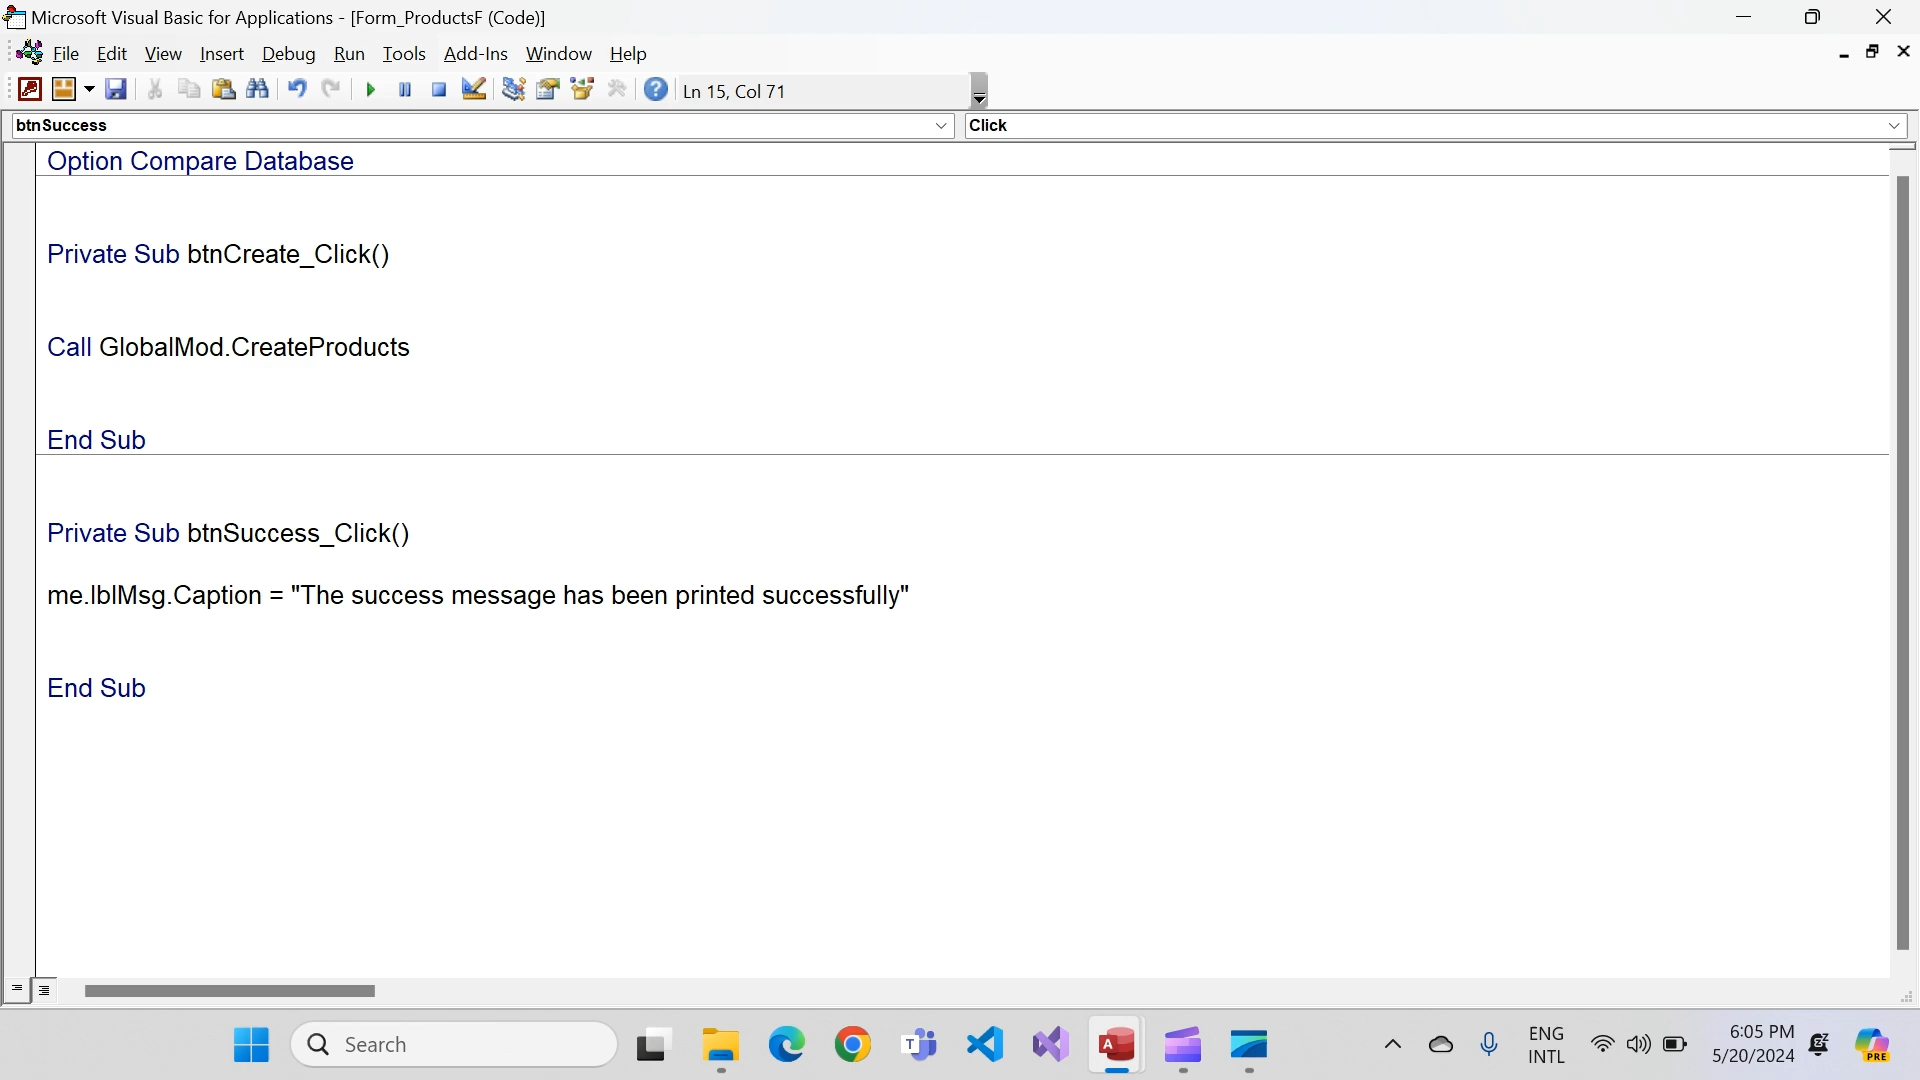 Microsoft Visual Basic for Applications - [Form_ProductsF (Code)]
File Edit View Insert Debug Run Tools Add-Ins Window Help
Ln 15, Col 71
btnSuccess
Click
Option Compare Database
Private Sub btnCreate_Click()
Call GlobalMod.CreateProducts
End Sub
Private Sub btnSuccess_Click()
me.lblMsg.Caption = "The success message has been printed successfully"
End Sub
Search
ENG
INTL
6:05 PM
5/20/2024
PRE